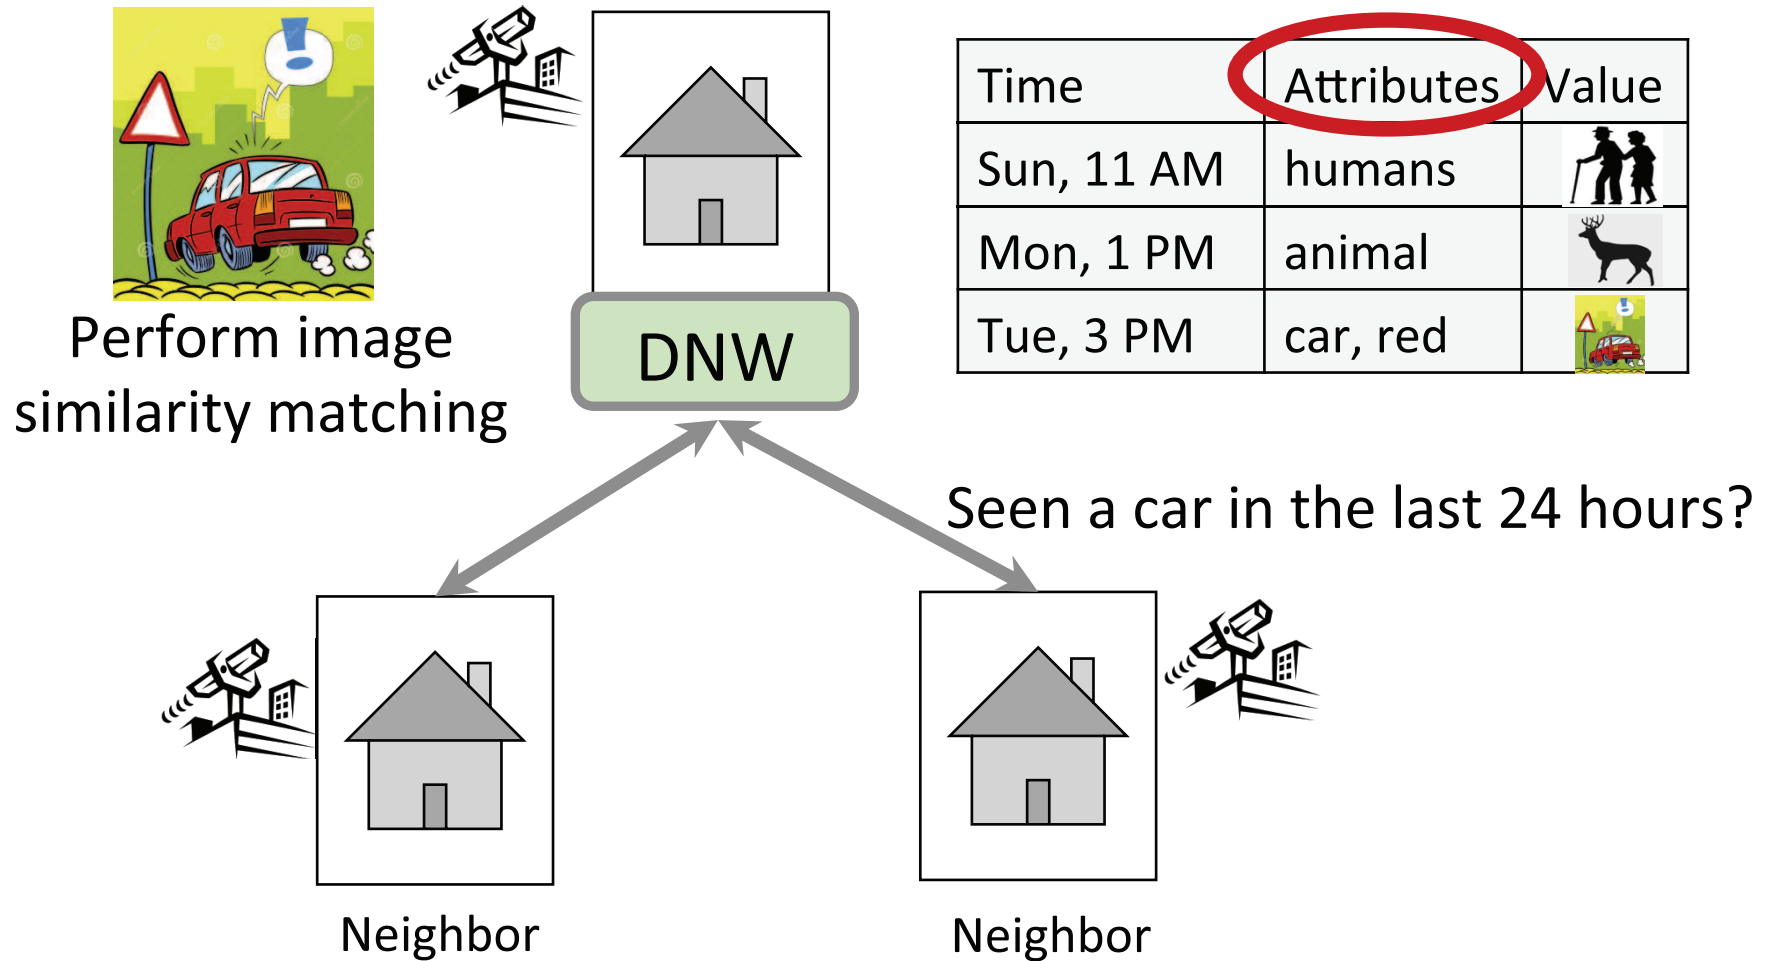 Perform image
similarity matching
DNW
Time Attributes Value
Sun, 11 AM humans
Mon, 1 PM animal
Tue, 3 PM car, red
Seen a car in the last 24 hours?
Neighbor
Neighbor